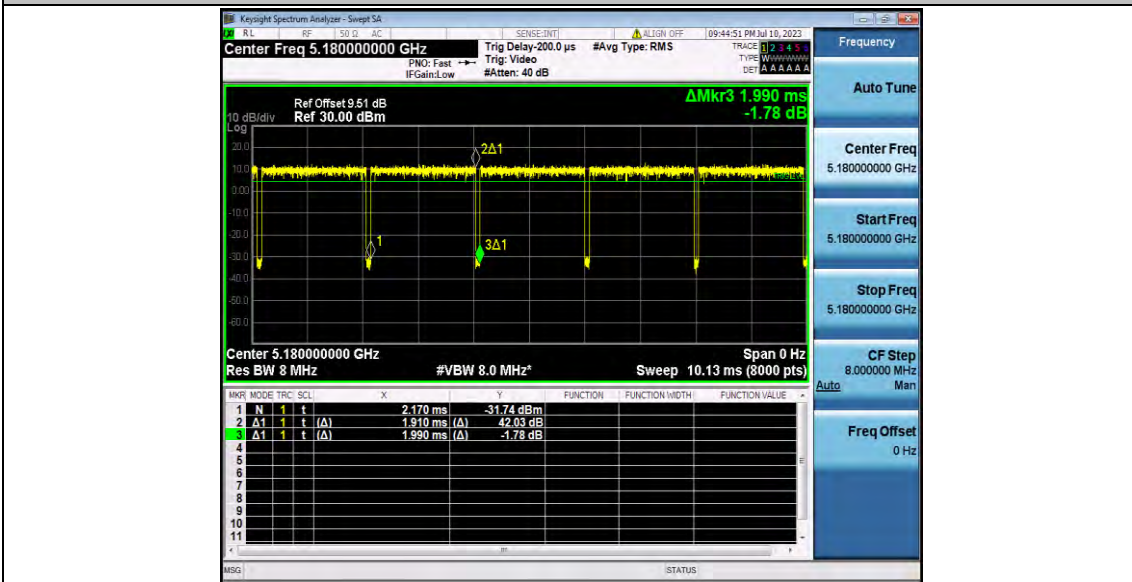 Keysight Spectrum Analyzer - Swept SA
RL RF 50 Ω AC SENSE:INT ALIGN OFF 09:44:51 PM Jul 10, 2023
Center Freq 5.180000000 GHz
Trig Delay-200.0 µs #Avg Type: RMS
TRACE 1 2 3 4 5 6
PNO: Fast Trig: Video
TYPE WWWWWW
IFGain:Low #Atten: 40 dB
DET A A A A A A
Ref Offset 9.51 dB
ΔMkr3 1.990 ms
10 dB/div Ref 30.00 dBm
-1.78 dB
Log
20.0
10.0
0.00
-10.0
-20.0
-30.0
-40.0
-50.0
-60.0
2Δ1
1
3Δ1
Center 5.180000000 GHz Span 0 Hz
Res BW 8 MHz #VBW 8.0 MHz* Sweep 10.13 ms (8000 pts)
MKR MODE TRC SCL X Y FUNCTION FUNCTION WIDTH FUNCTION VALUE
1 N 1 t 2.170 ms -31.74 dBm
2 Δ1 1 t (Δ) 1.910 ms (Δ) 42.03 dB
3 Δ1 1 t (Δ) 1.990 ms (Δ) -1.78 dB
4
5
6
7
8
9
10
11
MSG STATUS
Frequency
Auto Tune
Center Freq
5.180000000 GHz
Start Freq
5.180000000 GHz
Stop Freq
5.180000000 GHz
CF Step
8.000000 MHz
Auto Man
Freq Offset
0 Hz